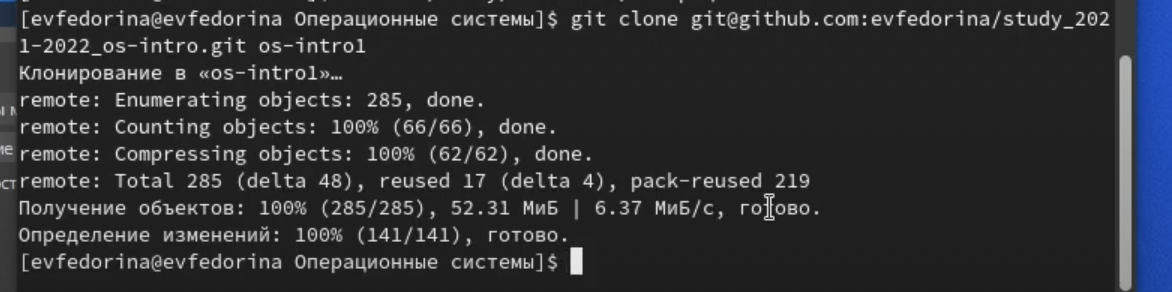 [evfedorina@evfedorina Операционные системы]$ git clone git@github.com:evfedorina/study_202
1-2022_os-intro.git os-intro1
Клонирование в «os-intro1»…
remote: Enumerating objects: 285, done.
remote: Counting objects: 100% (66/66), done.
remote: Compressing objects: 100% (62/62), done.
remote: Total 285 (delta 48), reused 17 (delta 4), pack-reused 219
Получение объектов: 100% (285/285), 52.31 МиБ | 6.37 МиБ/с, готово.
Определение изменений: 100% (141/141), готово.
[evfedorina@evfedorina Операционные системы]$